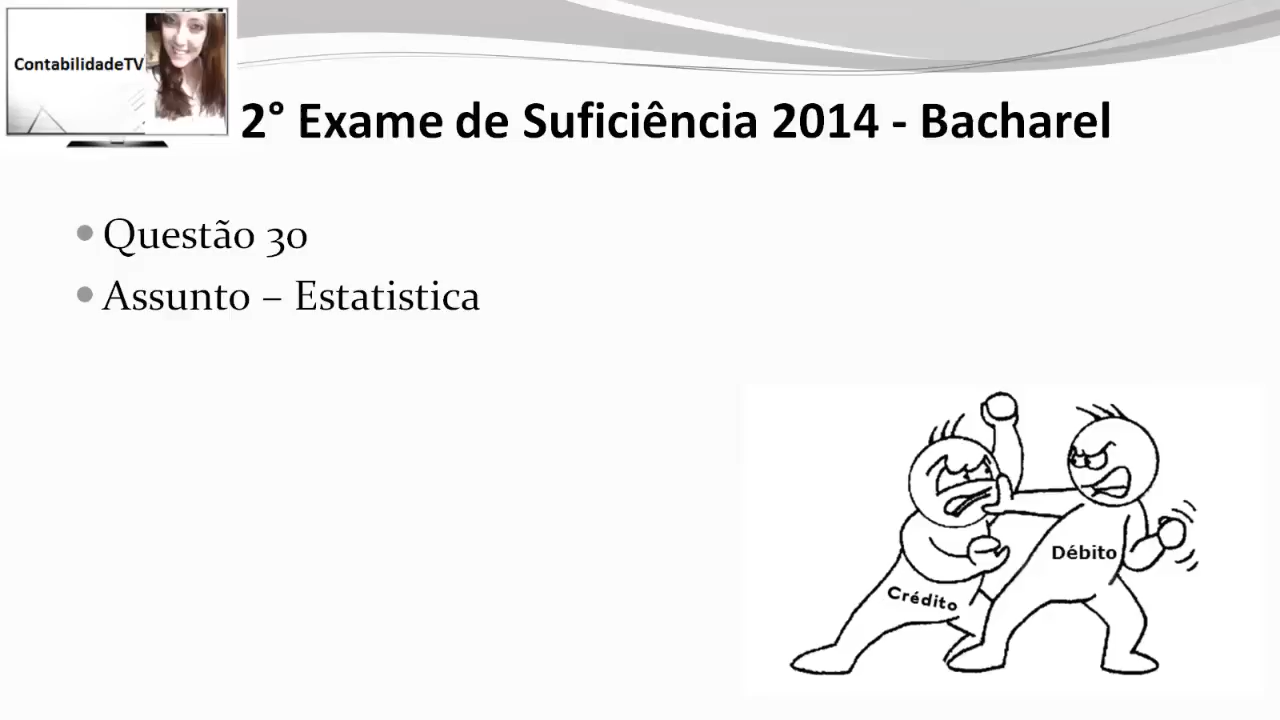 ContabilidadeTV
2° Exame de Suficiência 2014 - Bacharel
Questão 30
Assunto – Estatistica
Débito
Crédito